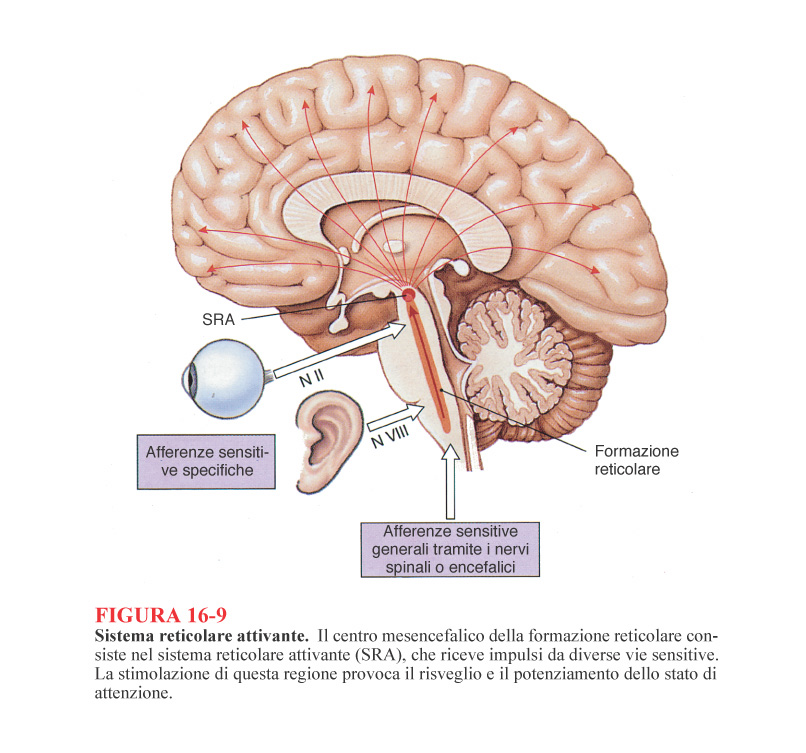 SRA
N II
N VIII
Afferenze sensiti-
ve specifiche
Formazione
reticolare
Afferenze sensitive
generali tramite i nervi
spinali o encefalici
FIGURA 16-9
Sistema reticolare attivante. Il centro mesencefalico della formazione reticolare con-
siste nel sistema reticolare attivante (SRA), che riceve impulsi da diverse vie sensitive.
La stimolazione di questa regione provoca il risveglio e il potenziamento dello stato di
attenzione.